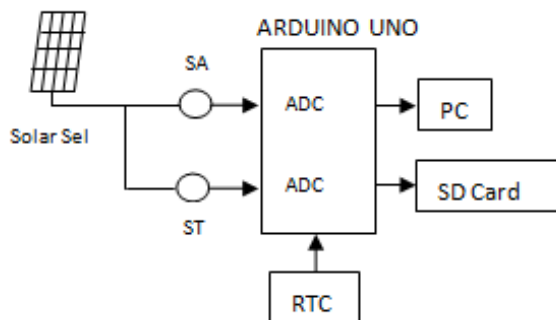 ARDUINO UNO
SA
ADC
PC
Solar Sel
ADC
SD Card
ST
RTC